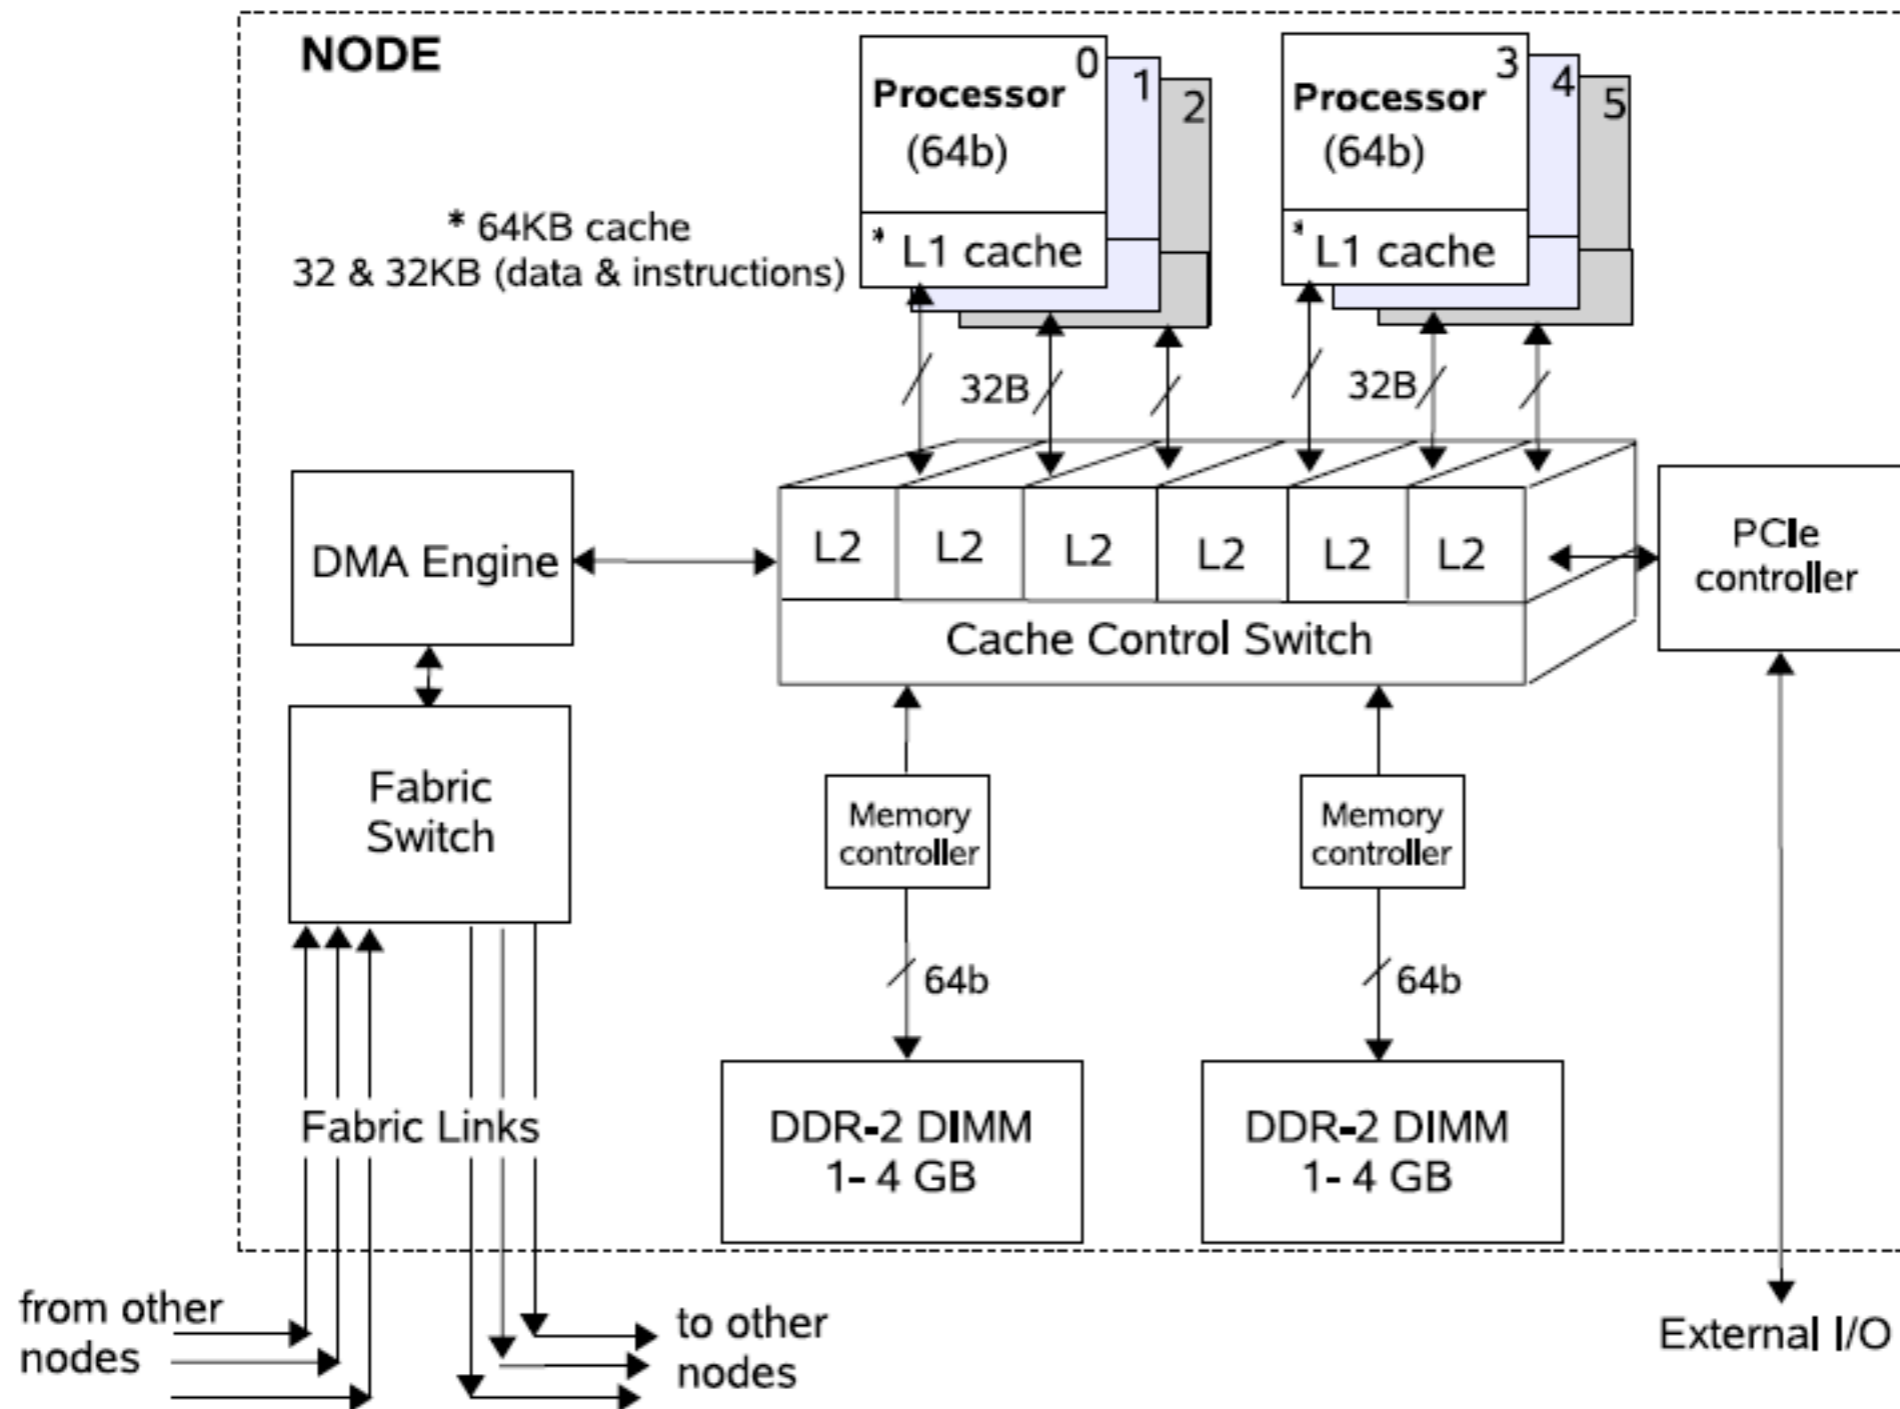 NODE
Processor
(64b)
0
1
2
* L1 cache
Processor
(64b)
3
4
5
* L1 cache
* 64KB cache
32 & 32KB (data & instructions)
32B
32B
DMA Engine
L2
L2
L2
L2
L2
L2
Cache Control Switch
PCIe
controller
Fabric
Switch
Memory
controller
Memory
controller
64b
64b
Fabric Links
DDR-2 DIMM
1- 4 GB
DDR-2 DIMM
1- 4 GB
from other
nodes
to other
nodes
External I/O